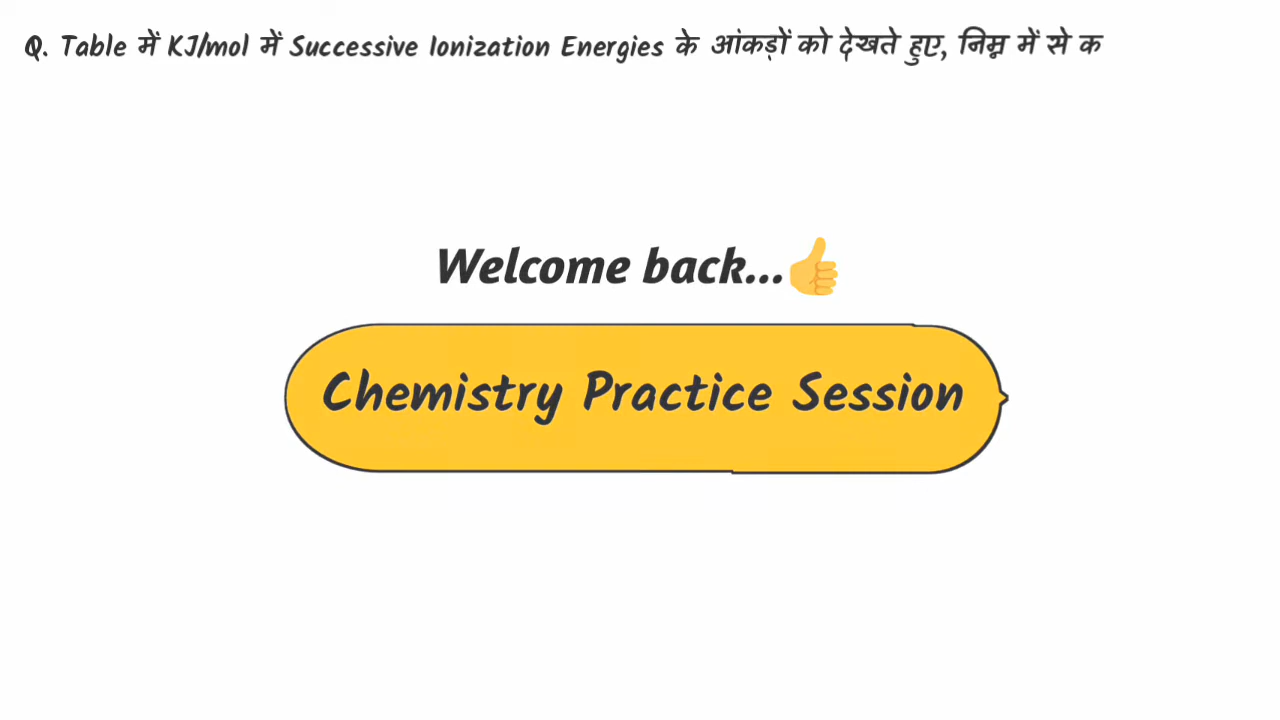 Q. Table में KJ/mol में Successive Ionization Energies के आंकड़ों को देखते हुए, निम्न में से क
Welcome back...👍
Chemistry Practice Session